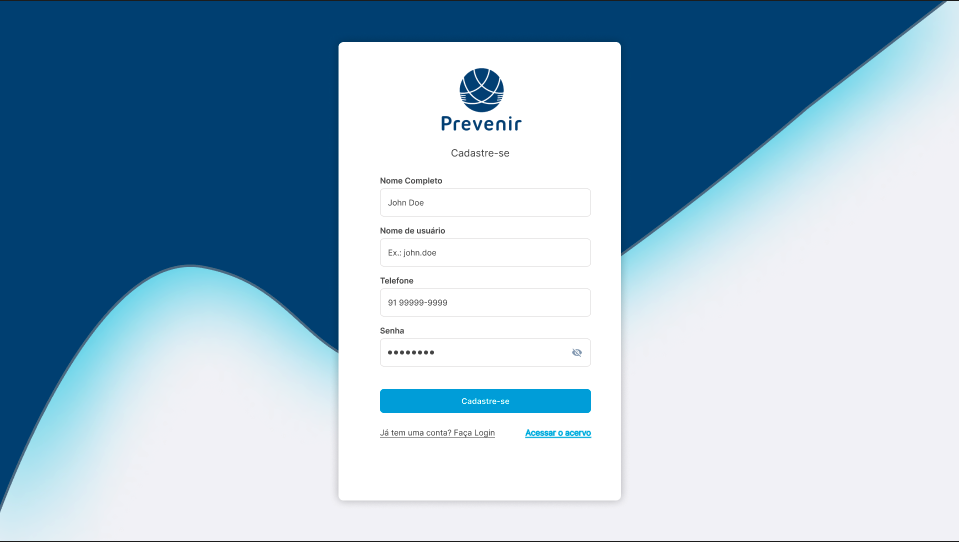 Prevenir
Cadastre-se
Nome Completo
John Doe
Nome de usuário
Ex.: john.doe
Telefone
91 99999-9999
Senha
●●●●●●●●
Cadastre-se
Já tem uma conta? Faça Login Acessar o acervo